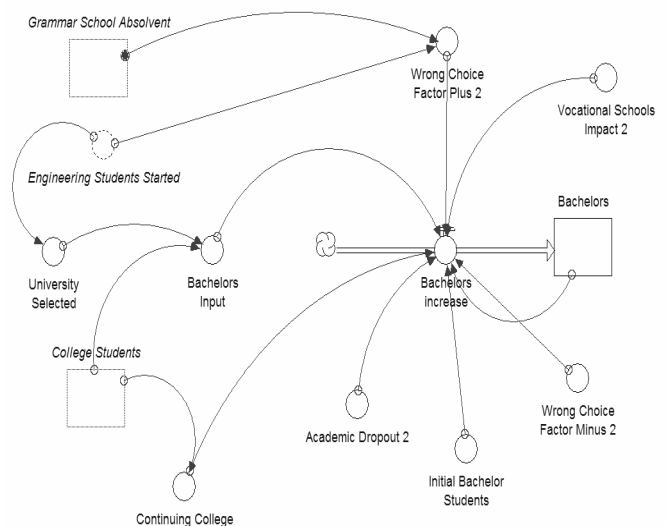 Grammar School Absolvent
Wrong Choice
Factor Plus 2
Vocational Schools
Impact 2
Engineering Students Started
Bachelors
University
Selected
Bachelors
Input
Bachelors
increase
College Students
Wrong Choice
Factor Minus 2
Academic Dropout 2
Initial Bachelor
Students
Continuing College